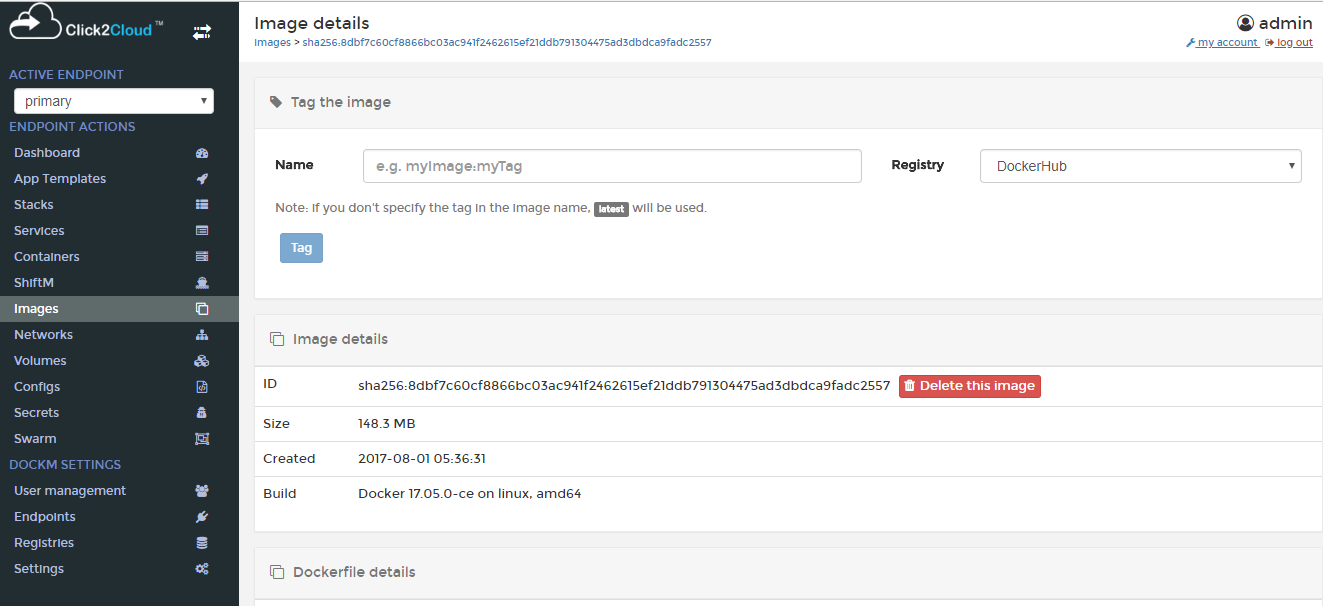 Click2Cloud ™
ACTIVE ENDPOINT
primary
ENDPOINT ACTIONS
Dashboard
App Templates
Stacks
Services
Containers
ShiftM
Images
Networks
Volumes
Configs
Secrets
Swarm
DOCKM SETTINGS
User management
Endpoints
Registries
Settings
Image details
Images > sha256:8dbf7c60cf8866bc03ac941f2462615ef21ddb791304475ad3dbdca9fadc2557
admin
my account log out
Tag the image
Name e.g. myImage:myTag Registry DockerHub
Note: if you don't specify the tag in the image name, latest will be used.
Tag
Image details
ID sha256:8dbf7c60cf8866bc03ac941f2462615ef21ddb791304475ad3dbdca9fadc2557 Delete this image
Size 148.3 MB
Created 2017-08-01 05:36:31
Build Docker 17.05.0-ce on linux, amd64
Dockerfile details